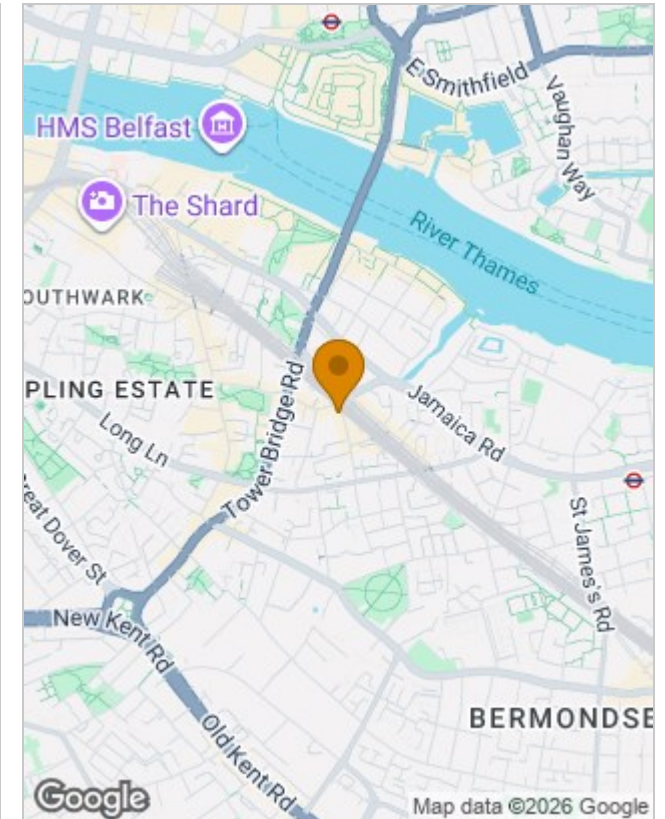 E Smithfield
Vaughan Way
HMS Belfast
The Shard
River Thames
OUTHWARK
PLING ESTATE
Tower Bridge Rd
Jamaica Rd
Long Ln
reat Dover St
St James's Rd
New Kent Rd
Old Kent Rd
BERMONDSE
Google
Map data ©2026 Google